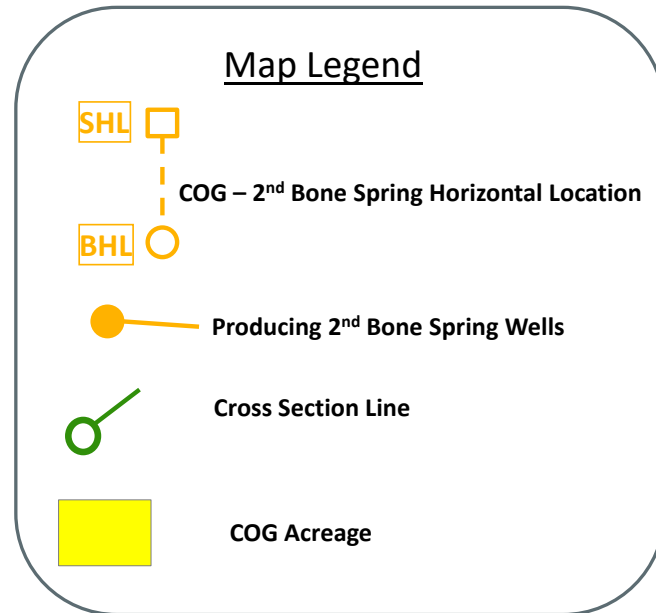 Map Legend
SHL
COG – 2nd Bone Spring Horizontal Location
BHL
Producing 2nd Bone Spring Wells
Cross Section Line
COG Acreage